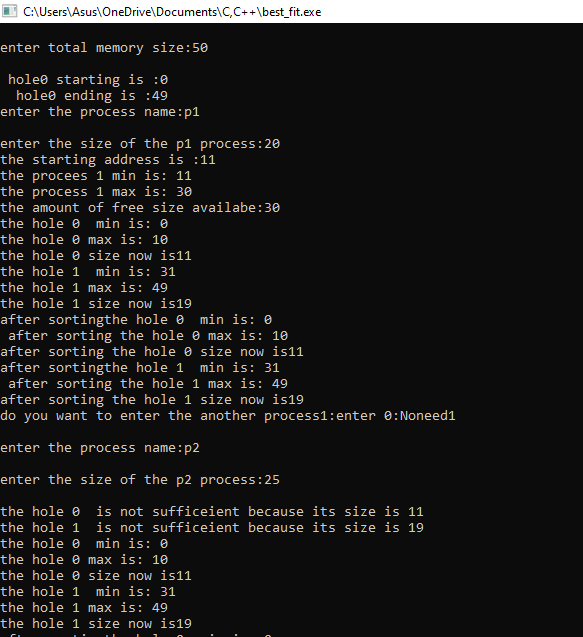 C:\Users\Asus\OneDrive\Documents\C,C++\best_fit.exe
enter total memory size:50
hole0 starting is :0
hole0 ending is :49
enter the process name:p1
enter the size of the p1 process:20
the starting address is :11
the procees 1 min is: 11
the process 1 max is: 30
the amount of free size availabe:30
the hole 0  min is: 0
the hole 0 max is: 10
the hole 0 size now is11
the hole 1  min is: 31
the hole 1 max is: 49
the hole 1 size now is19
after sortingthe hole 0  min is: 0
after sorting the hole 0 max is: 10
after sorting the hole 0 size now is11
after sortingthe hole 1  min is: 31
after sorting the hole 1 max is: 49
after sorting the hole 1 size now is19
do you want to enter the another process1:enter 0:Noneed1
enter the process name:p2
enter the size of the p2 process:25
the hole 0  is not sufficeient because its size is 11
the hole 1  is not sufficeient because its size is 19
the hole 0  min is: 0
the hole 0 max is: 10
the hole 0 size now is11
the hole 1  min is: 31
the hole 1 max is: 49
the hole 1 size now is19